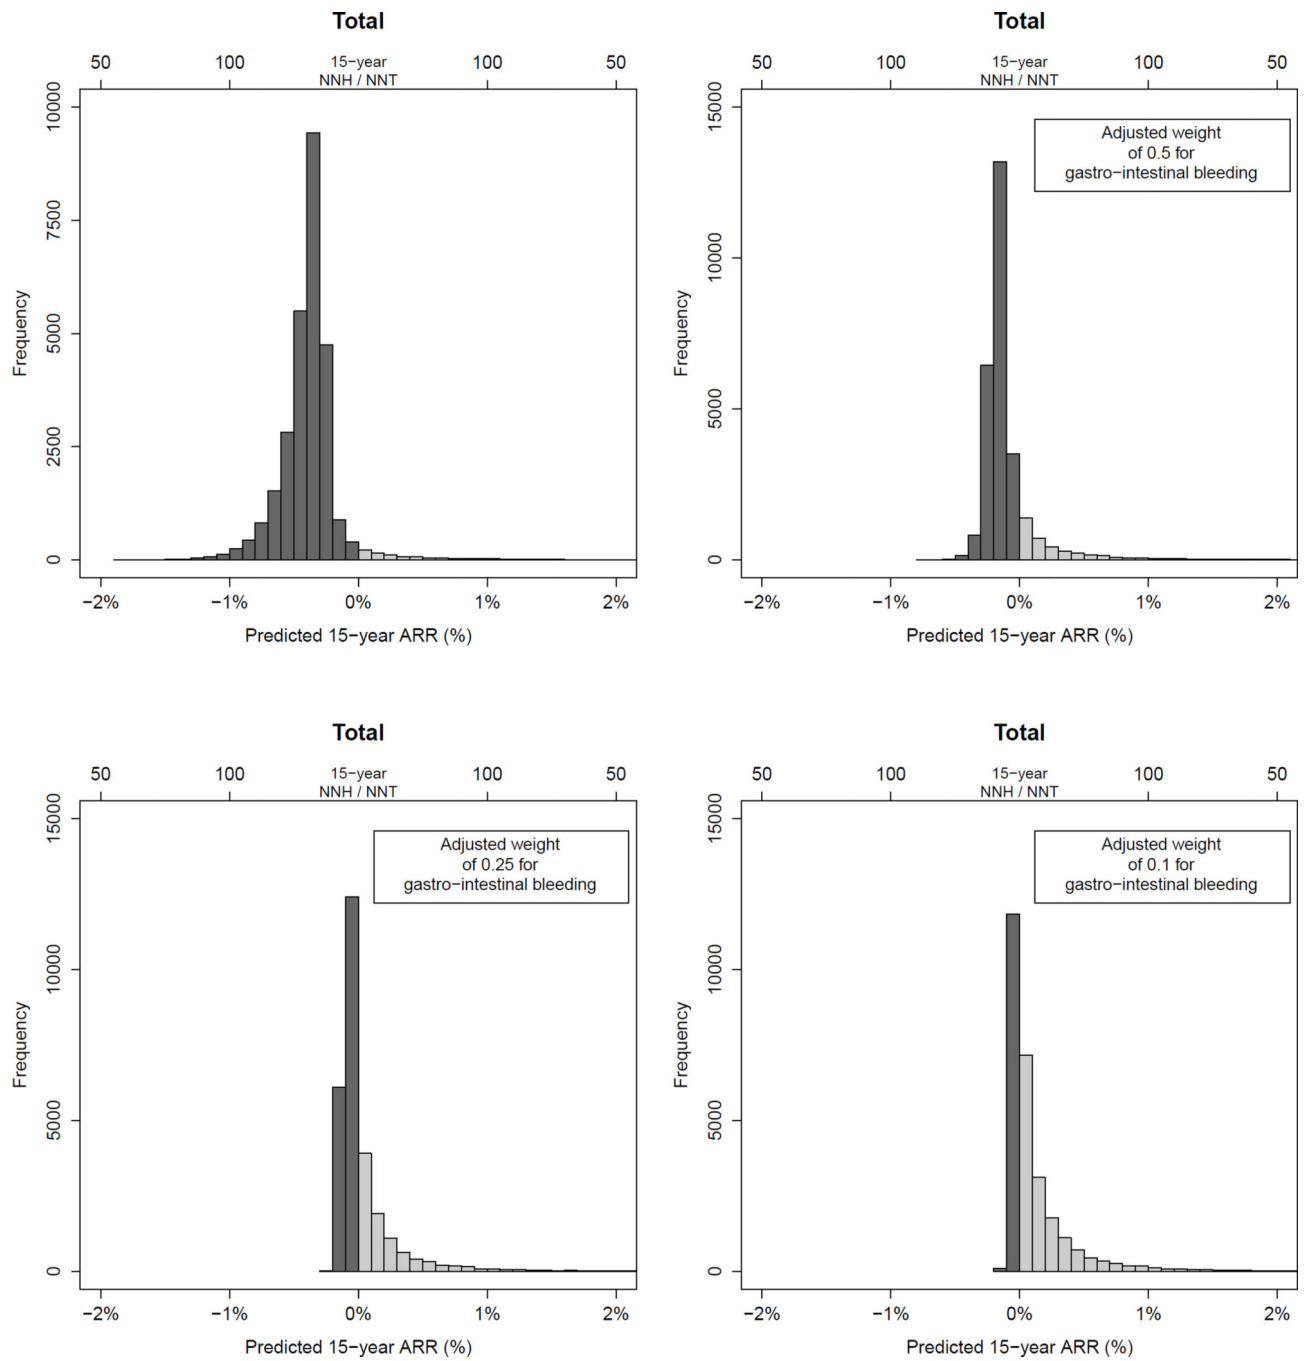 Total
50 100 15−year 100 50
NNH / NNT
10000
7500
5000
2500
0
Frequency
−2% −1% 0% 1% 2%
Predicted 15−year ARR (%)
Total
50 100 15−year 100 50
NNH / NNT
15000
10000
5000
0
Frequency
Adjusted weight
of 0.5 for
gastro−intestinal bleeding
−2% −1% 0% 1% 2%
Predicted 15−year ARR (%)
Total
50 100 15−year 100 50
NNH / NNT
15000
10000
5000
0
Frequency
Adjusted weight
of 0.25 for
gastro−intestinal bleeding
−2% −1% 0% 1% 2%
Predicted 15−year ARR (%)
Total
50 100 15−year 100 50
NNH / NNT
15000
10000
5000
0
Frequency
Adjusted weight
of 0.1 for
gastro−intestinal bleeding
−2% −1% 0% 1% 2%
Predicted 15−year ARR (%)